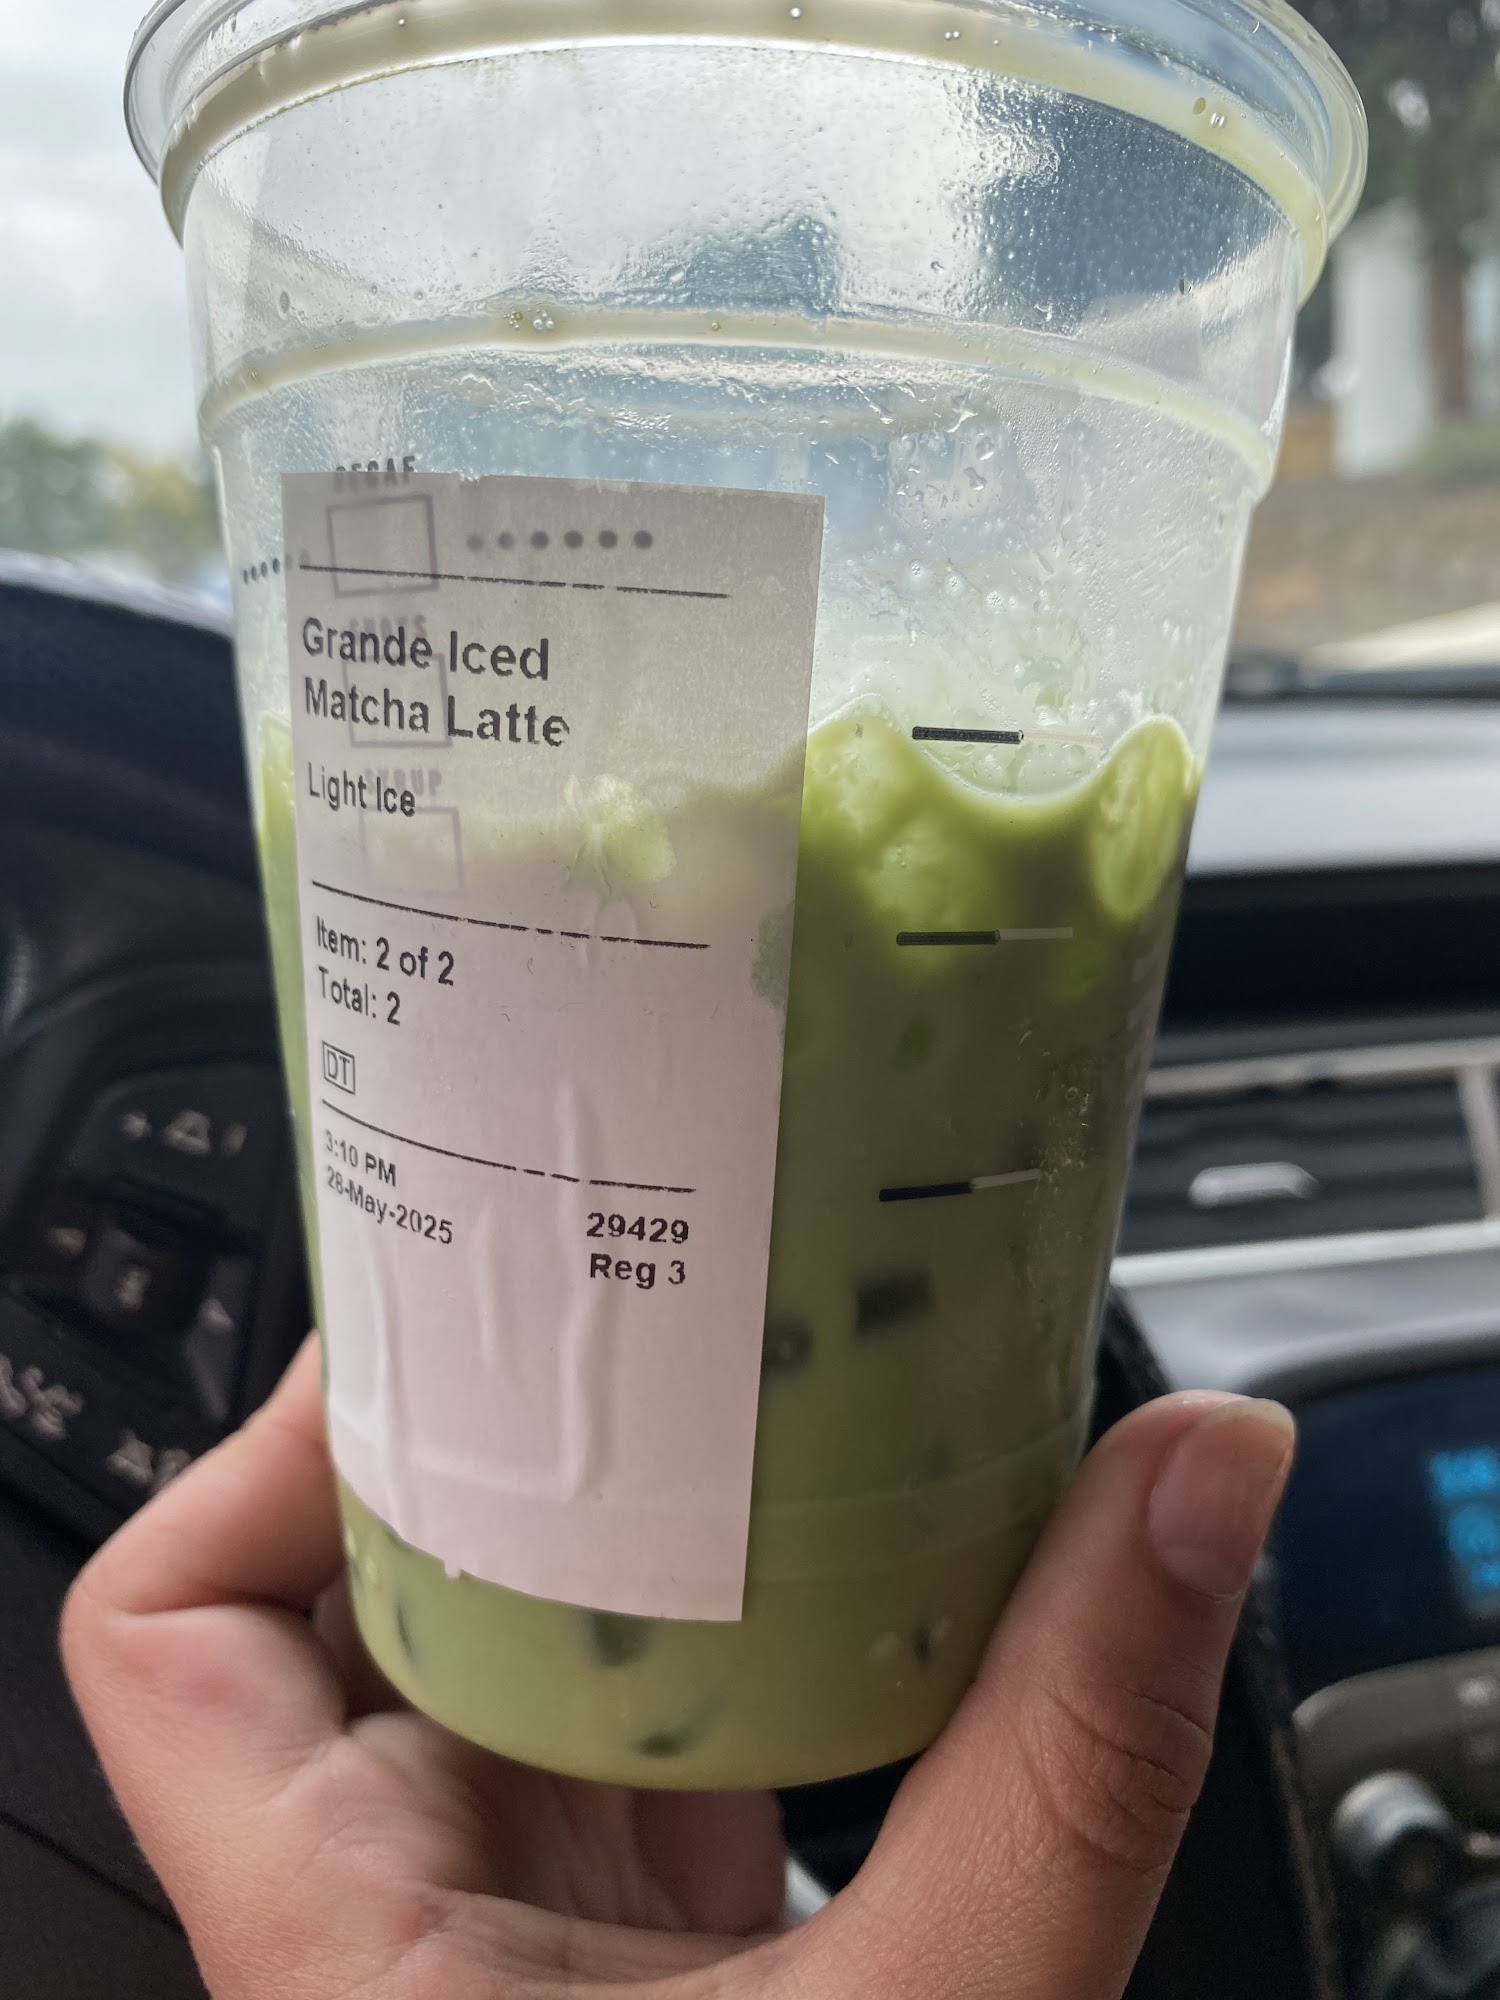 DECAF
Grande Iced
Matcha Latte
Light Ice
SYRUP
Item: 2 of 2
Total: 2
DT
3:10 PM
28-May-2025
29429
Reg 3